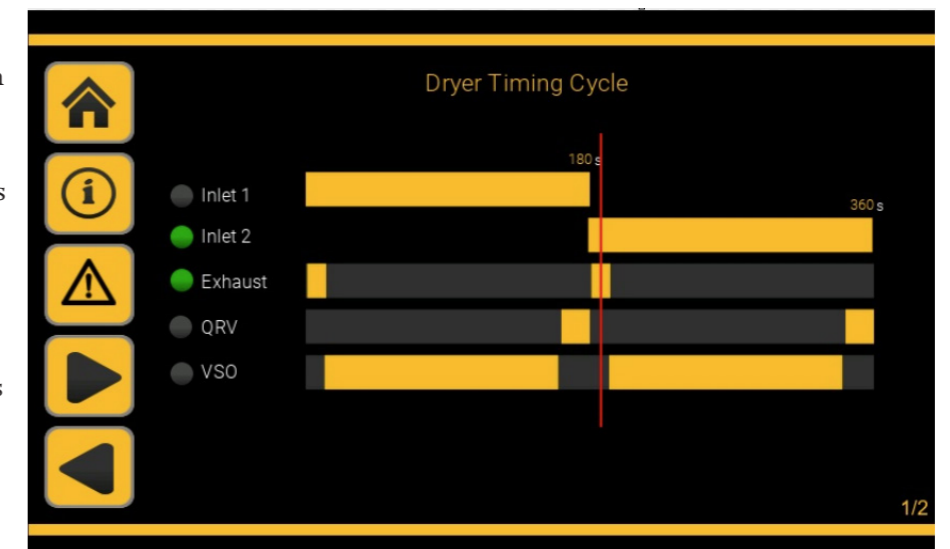 Dryer Timing Cycle
180 s
Inlet 1
360 s
Inlet 2
Exhaust
QRV
VSO
1/2